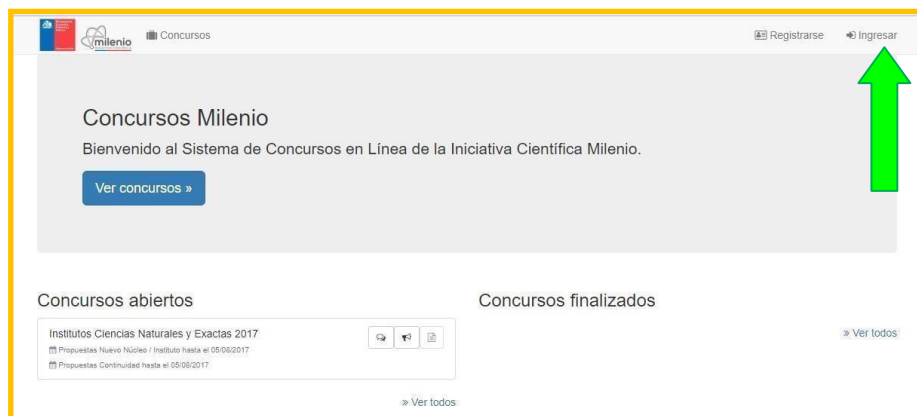 milenio
Concursos
Registrarse
Ingresar
Concursos Milenio
Bienvenido al Sistema de Concursos en Línea de la Iniciativa Científica Milenio.
Ver concursos »
Concursos abiertos
Institutos Ciencias Naturales y Exactas 2017
Propuestas Nuevo Núcleo / Instituto hasta el 05/08/2017
Propuestas Continuidad hasta el 05/08/2017
» Ver todos
Concursos finalizados
» Ver todos